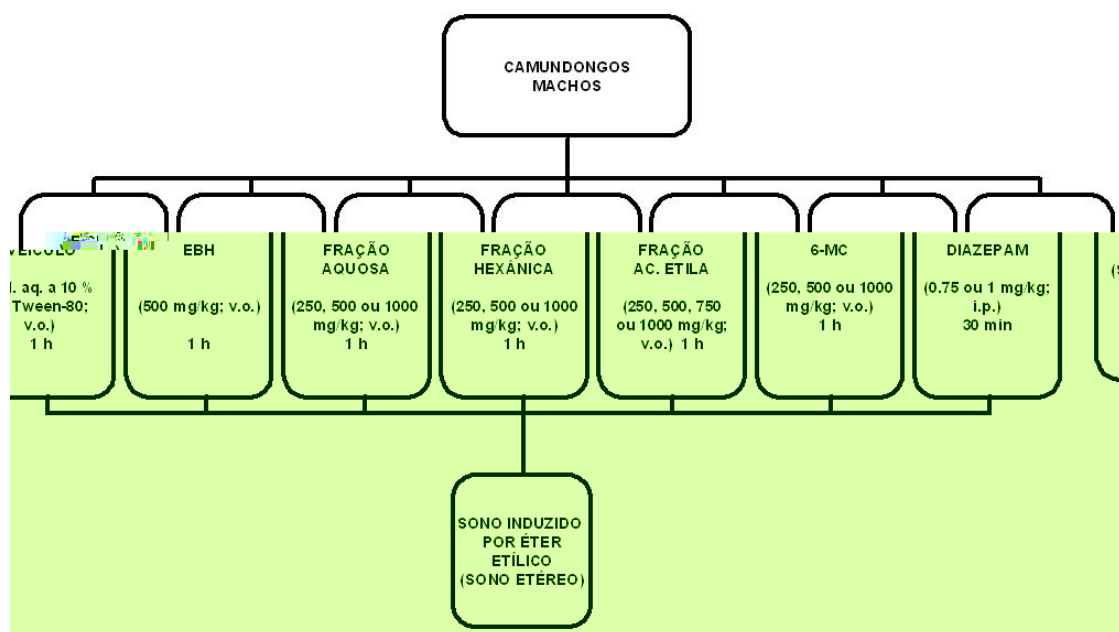 CAMUNDONGOS
MACHOS
VEÍCULO
aq. a 10 %
Tween-80;
v.o.)
1 h
EBH
(500 mg/kg; v.o.)
1 h
FRAÇÃO
AQUOSA
(250, 500 ou 1000
mg/kg; v.o.)
1 h
FRAÇÃO
HEXÂNICA
(250, 500 ou 1000
mg/kg; v.o.)
1 h
FRAÇÃO
AC. ETILA
(250, 500, 750
ou 1000 mg/kg;
v.o.) 1 h
6-MC
(250, 500 ou 1000
mg/kg; v.o.)
1 h
DIAZEPAM
(0.75 ou 1 mg/kg;
i.p.)
30 min
SONO INDUZIDO
POR ÉTER
ETÍLICO
(SONO ETÉREO)